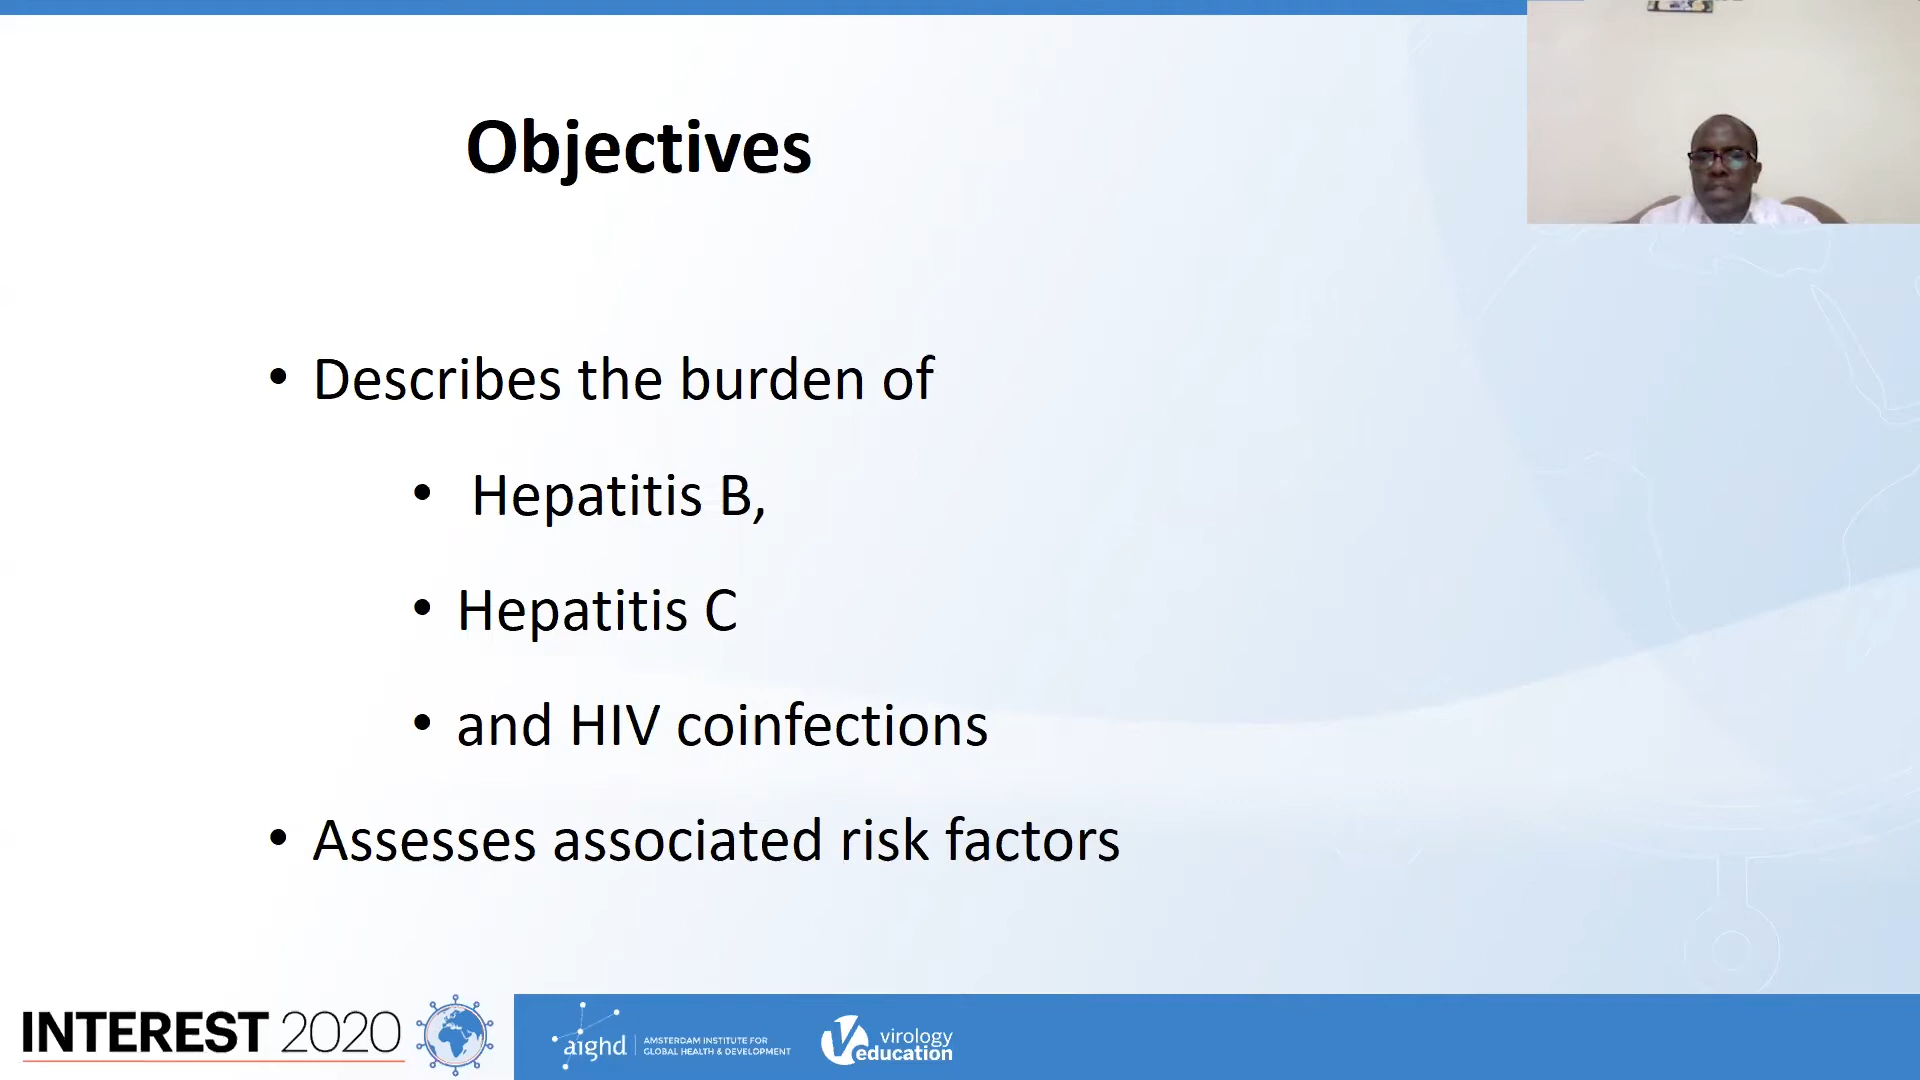 Objectives
• Describes the burden of
• Hepatitis B,
• Hepatitis C
• and HIV coinfections
• Assesses associated risk factors
INTEREST 2020
aighd
AMSTERDAM INSTITUTE FOR
GLOBAL HEALTH & DEVELOPMENT
virology
education